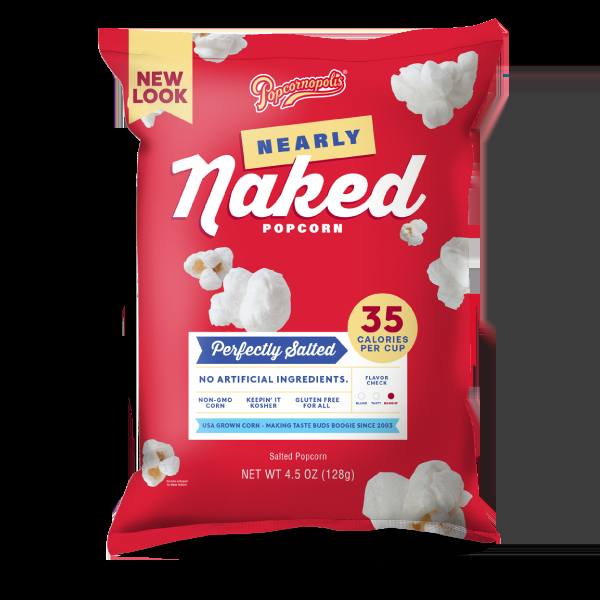 NEW
LOOK
Popcornopolis®
NEARLY
Naked
POPCORN
35
CALORIES
PER CUP
Perfectly Salted
NO ARTIFICIAL INGREDIENTS.
FLAVOR
CHECK
NON-GMO
CORN
KEEPIN' IT
KOSHER
GLUTEN FREE
FOR ALL
BLAND TASTY
USA GROWN CORN - MAKING TASTE BUDS BOOGIE SINCE 2003
Salted Popcorn
NET WT 4.5 OZ (128g)